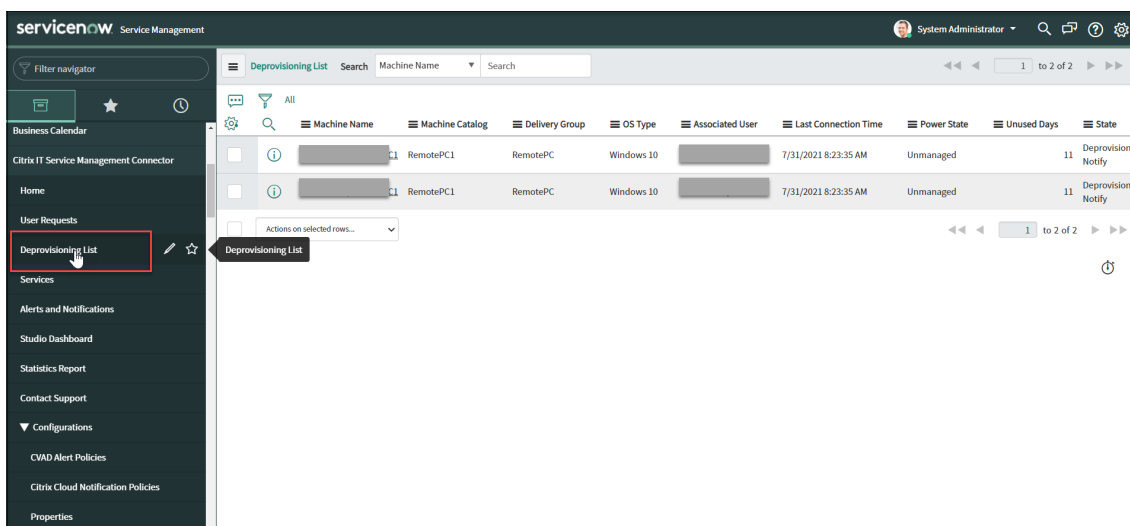 servicenow Service Management
System Administrator
Filter navigator
Deprovisioning List Search Machine Name Search 1 to 2 of 2
All
Business Calendar
Citrix IT Service Management Connector
Home
User Requests
Deprovisioning List
Services
Alerts and Notifications
Studio Dashboard
Statistics Report
Contact Support
Configurations
CVAD Alert Policies
Citrix Cloud Notification Policies
Properties
Deprovisioning List
Machine Name Machine Catalog Delivery Group OS Type Associated User Last Connection Time Power State Unused Days State
C1 RemotePC1 RemotePC Windows 10 7/31/2021 8:23:35 AM Unmanaged 11 Deprovision
Notify
C1 RemotePC1 RemotePC Windows 10 7/31/2021 8:23:35 AM Unmanaged 11 Deprovision
Notify
Actions on selected rows... 1 to 2 of 2